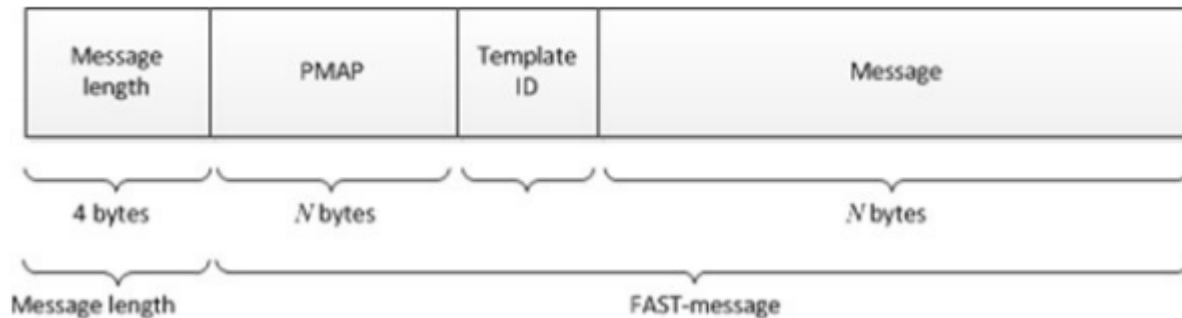 Message
length
PMAP
Template
ID
Message
4 bytes
N bytes
N bytes
Message length
FAST-message